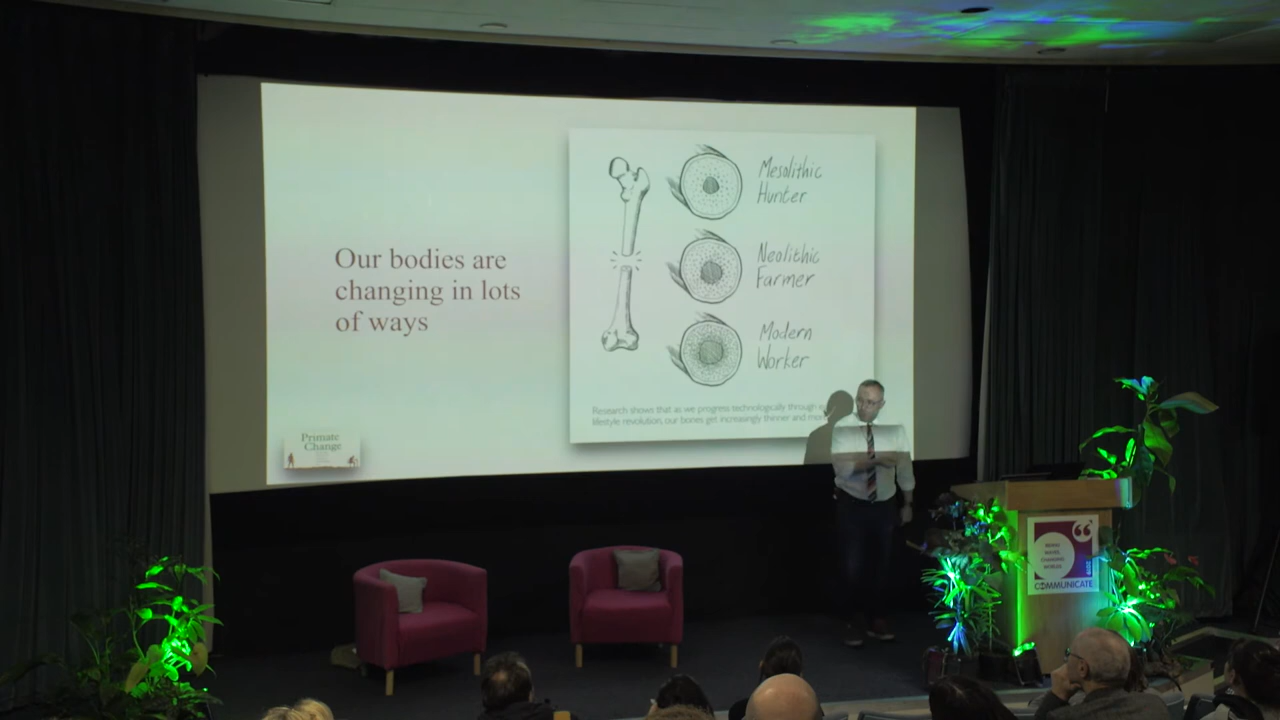 Our bodies are
changing in lots
of ways
Mesolithic
Hunter
Neolithic
Farmer
Modern
Worker
Research shows that as we progress technologically through
lifestyle revolution, our bones get increasingly thinner and
Primate
Change
COMMUNICATE